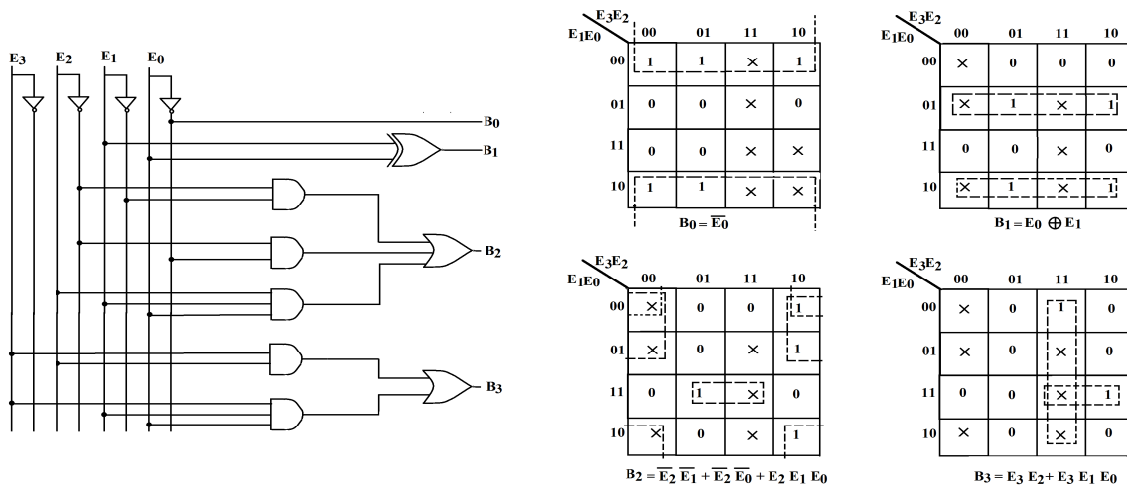 E3 E2 E1 E0
B0
B1
B2
B3
E3E2
E1E0
00 01 11 10
00 1 1 × 1
01 0 0 × 0
11 0 0 × ×
10 1 1 × ×
B0 = E̅0̅
E3E2
E1E0
00 01 11 10
00 × 0 0 0
01 × 1 × 1
11 0 0 × 0
10 × 1 × 1
B1 = E0 ⊕ E1
E3E2
E1E0
00 01 11 10
00 × 0 0 1
01 × 0 × 1
11 0 1 × 0
10 × 0 × 1
B2 = E̅2̅ E̅1̅ + E̅2̅ E̅0̅ + E2 E1 E0
E3E2
E1E0
00 01 11 10
00 × 0 1 0
01 × 0 × 0
11 0 0 × 1
10 × 0 × 0
B3 = E3 E2 + E3 E1 E0